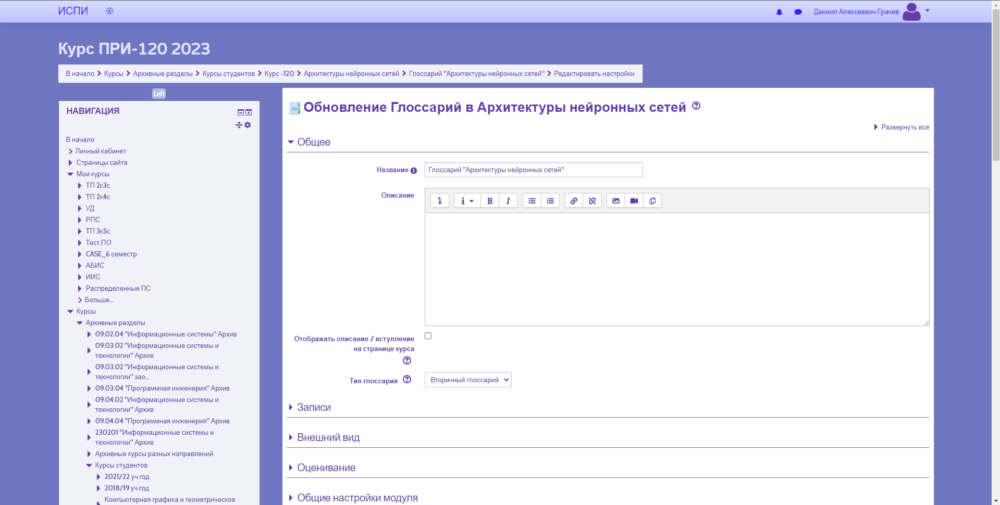 ИСПИ
Даниил Алексеевич Грачев
Курс ПРИ-120 2023
В начало Курсы Архивные разделы Курсы студентов Курс -120 Архитектуры нейронных сетей Глоссарий "Архитектуры нейронных сетей" Редактировать настройки
Left
НАВИГАЦИЯ
В начало
Личный кабинет
Страницы сайта
Мои курсы
ТП 2к3с
ТП 2к4с
УД
РПС
ТП 3к5с
Тест.ПО
CASE_6 семестр
АБИС
ИИС
Распределенные ПС
Больше...
Курсы
Архивные разделы
09.02.04 "Информационные системы" Архив
09.03.02 "Информационные системы и
технологии" Архив
09.03.02 "Информационные системы и
технологии" зао...
09.03.04 "Программная инженерия" Архив
09.04.02 "Информационные системы и
технологии" Архив
09.04.04 "Программная инженерия" Архив
230201 "Информационные системы и
технологии" Архив
Архивные курсы разных направлений
Курсы студентов
2021/22 уч.год
2018/19 уч.год
Компьютерная графика и геометрическое
Aa
Обновление Глоссарий в Архитектуры нейронных сетей
Развернуть всё
Общее
Название
Глоссарий "Архитектуры нейронных сетей"
Описание
i B I
Отображать описание / вступление
на странице курса
Тип глоссария
Вторичный глоссарий
Записи
Внешний вид
Оценивание
Общие настройки модуля